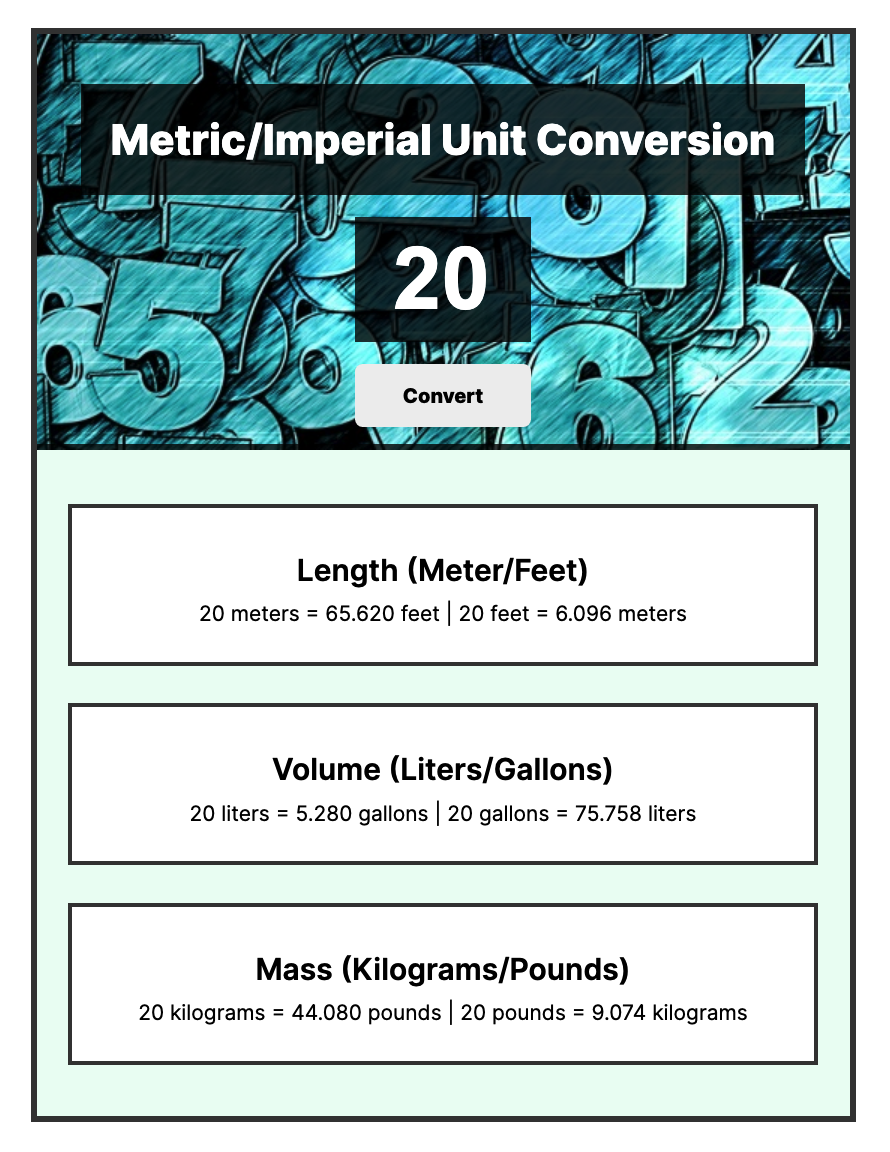 Metric/Imperial Unit Conversion
20
Convert
Length (Meter/Feet)
20 meters = 65.620 feet | 20 feet = 6.096 meters
Volume (Liters/Gallons)
20 liters = 5.280 gallons | 20 gallons = 75.758 liters
Mass (Kilograms/Pounds)
20 kilograms = 44.080 pounds | 20 pounds = 9.074 kilograms